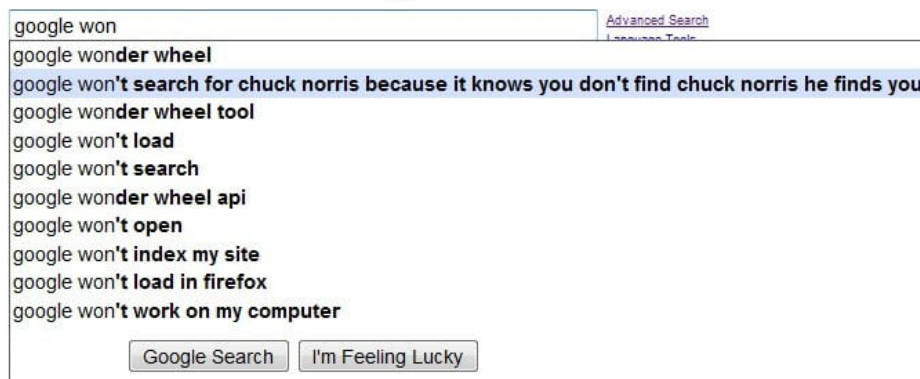 google won
Advanced Search
Language Tools
google wonder wheel
google won't search for chuck norris because it knows you don't find chuck norris he finds you
google wonder wheel tool
google won't load
google won't search
google wonder wheel api
google won't open
google won't index my site
google won't load in firefox
google won't work on my computer
Google Search
I'm Feeling Lucky